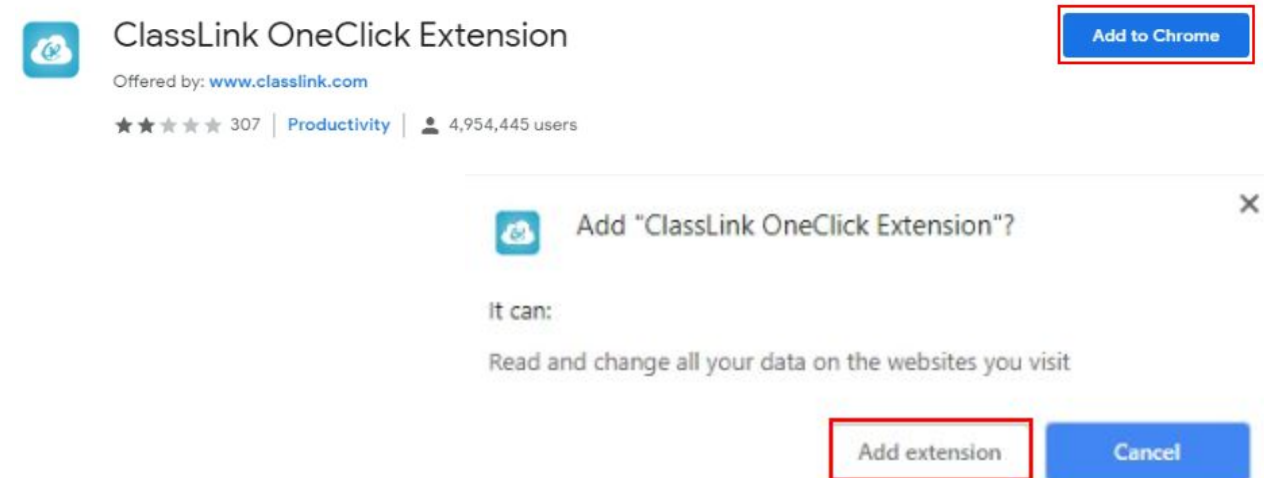 ClassLink OneClick Extension
Add to Chrome
Offered by: www.classlink.com
307 | Productivity | 4,954,445 users
Add "ClassLink OneClick Extension"?
It can:
Read and change all your data on the websites you visit
Add extension
Cancel